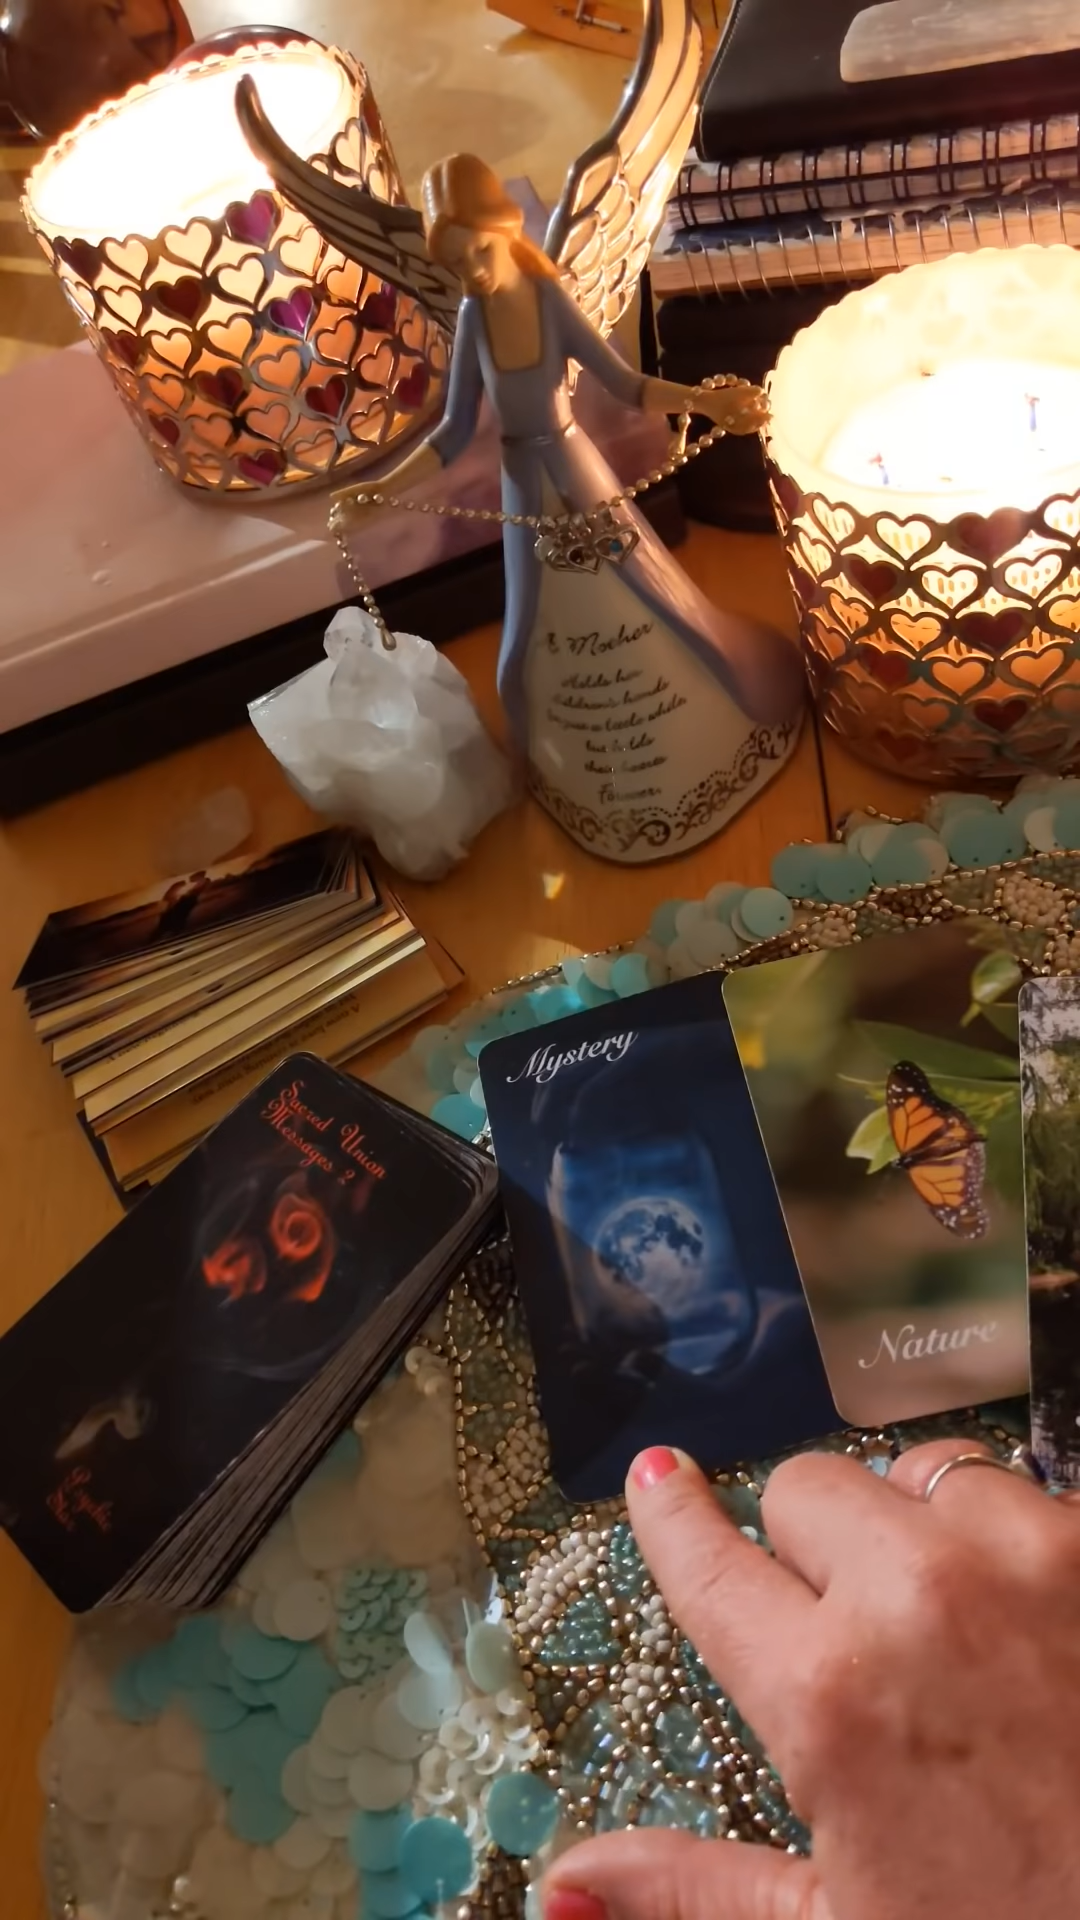 A Mother
Holds her
children's hands
for a little while
but holds
their hearts
Forever
Mystery
Nature
Sacred Union
Messages 2